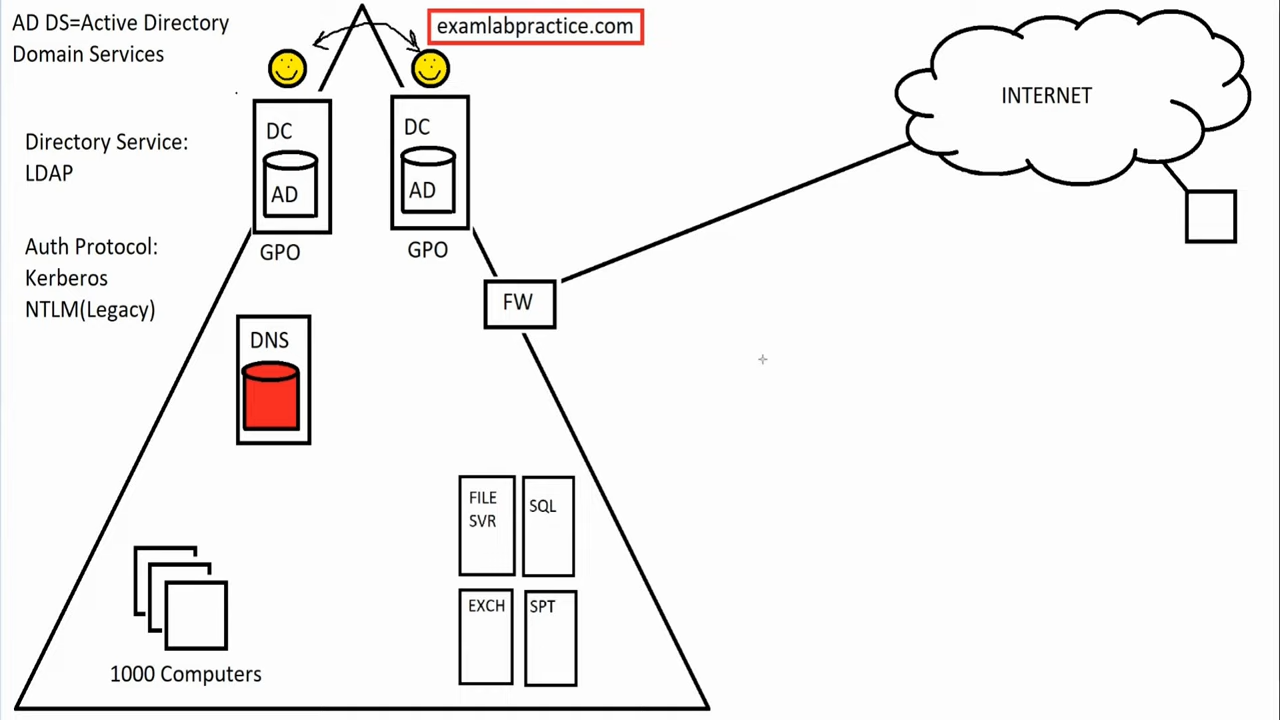 AD DS=Active Directory
Domain Services
examlabpractice.com
INTERNET
Directory Service:
LDAP
Auth Protocol:
Kerberos
NTLM(Legacy)
DC
AD
GPO
DC
AD
GPO
FW
DNS
FILE
SVR
SQL
EXCH
SPT
1000 Computers